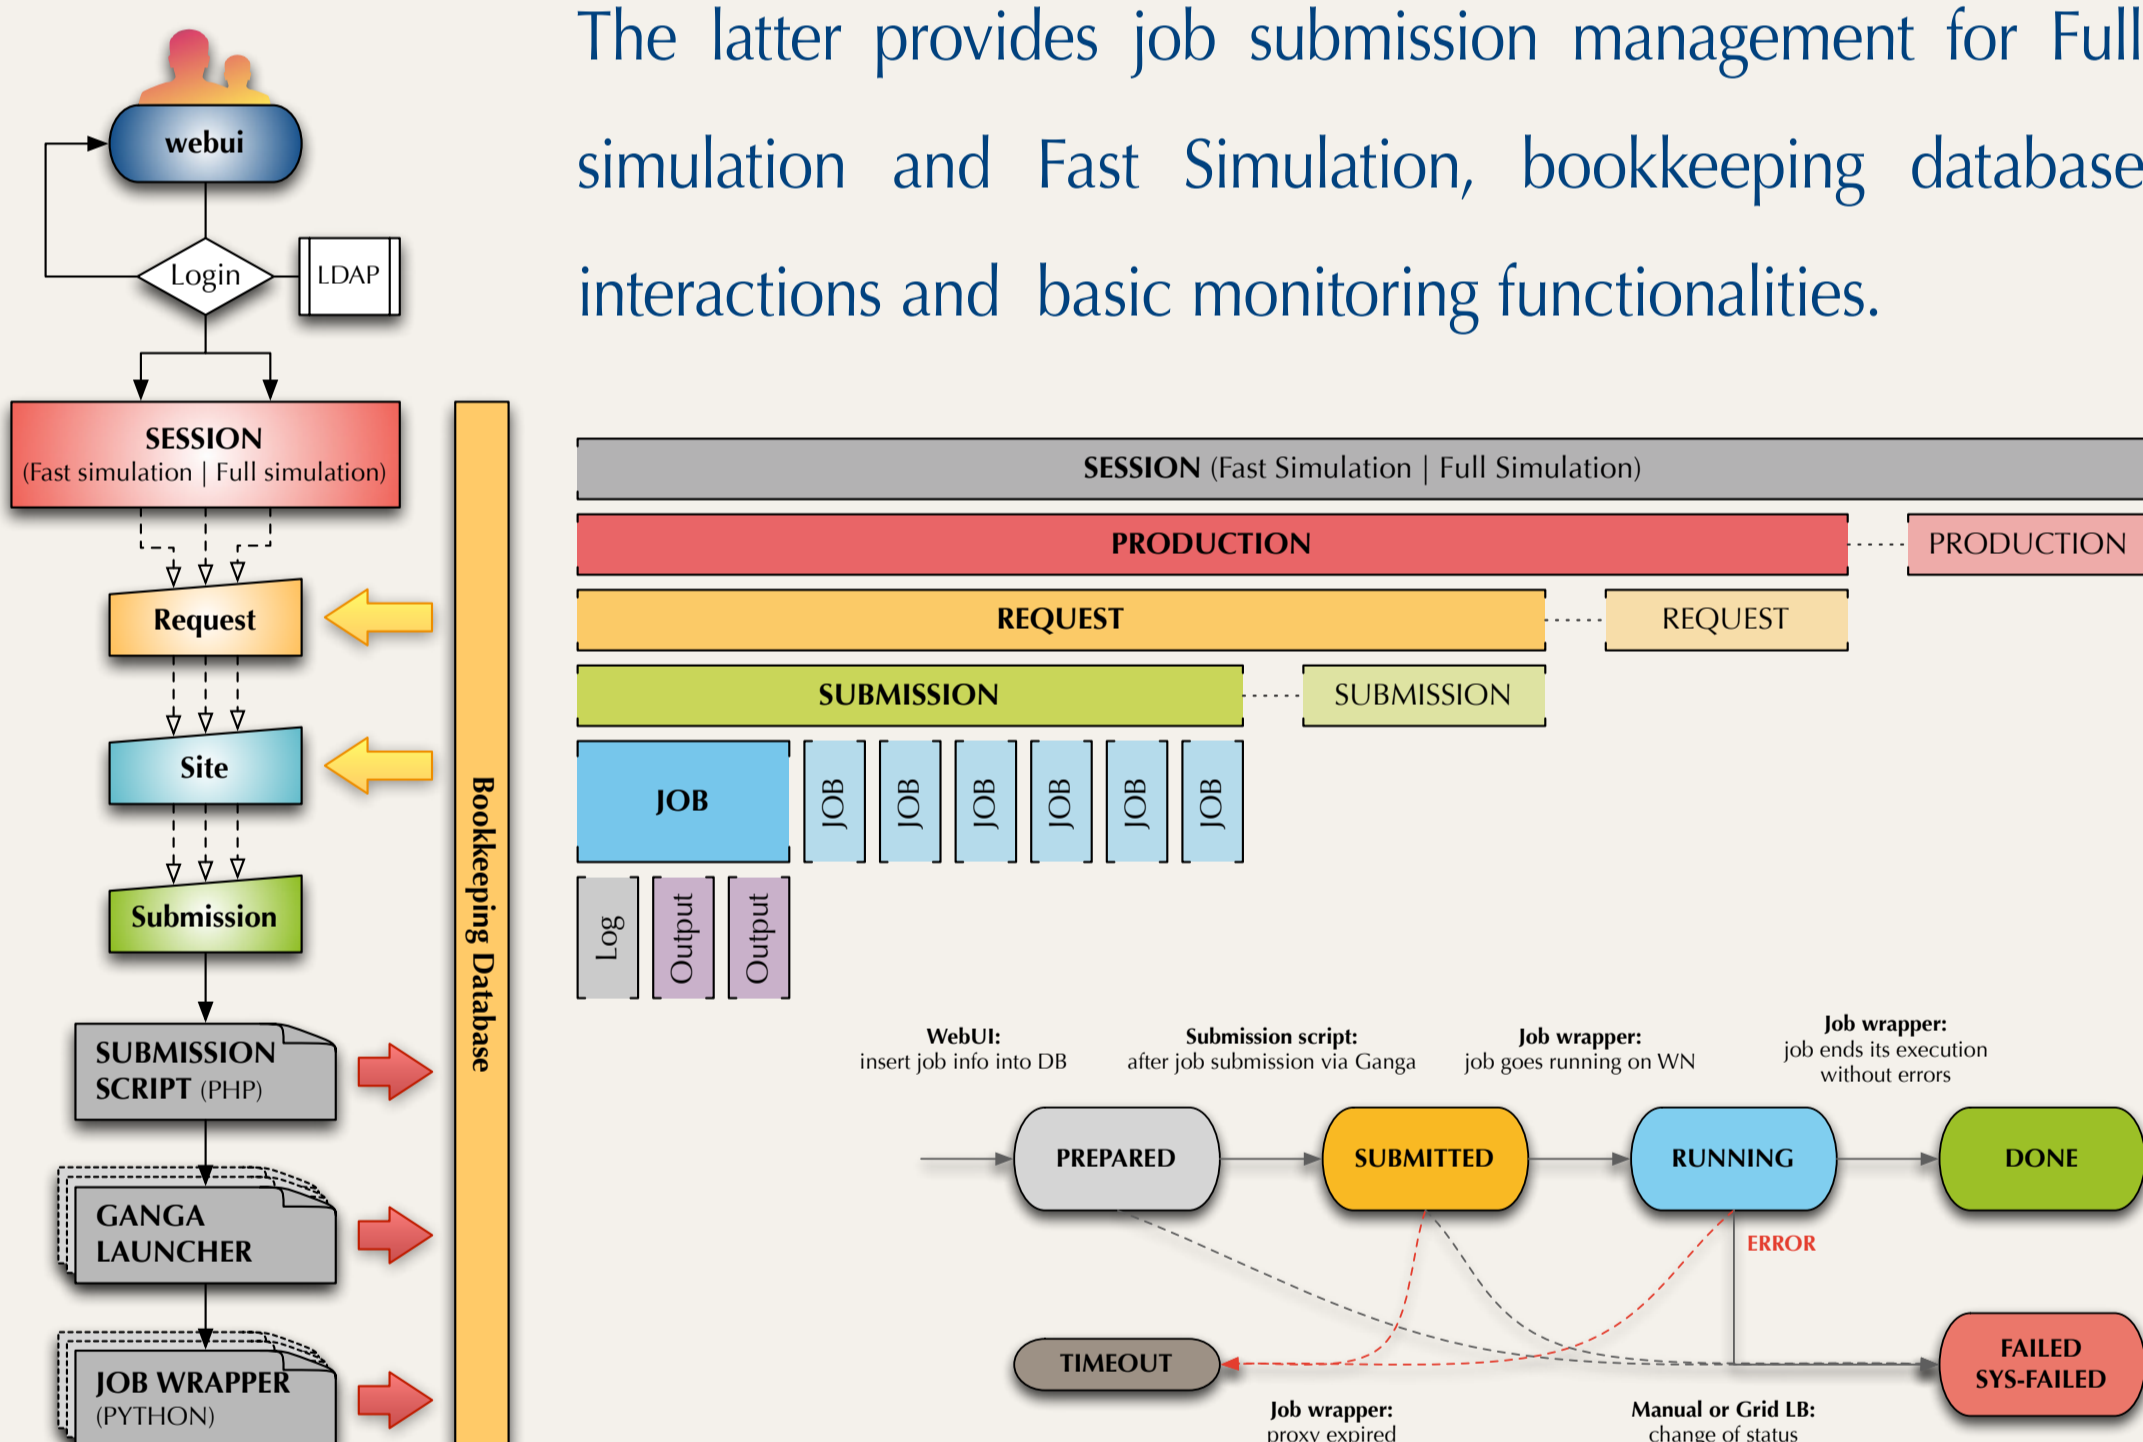 The latter provides job submission management for Full
simulation and Fast Simulation, bookkeeping database
interactions and basic monitoring functionalities.
webui
Login
LDAP
SESSION
(Fast simulation | Full simulation)
Request
Site
Submission
SUBMISSION
SCRIPT (PHP)
GANGA
LAUNCHER
JOB WRAPPER
(PYTHON)
Bookkeeping Database
SESSION (Fast Simulation | Full Simulation)
PRODUCTION
PRODUCTION
REQUEST
REQUEST
SUBMISSION
SUBMISSION
JOB
JOB
JOB
JOB
JOB
JOB
JOB
Log
Output
Output
WebUI:
insert job info into DB
Submission script:
after job submission via Ganga
Job wrapper:
job goes running on WN
Job wrapper:
job ends its execution
without errors
PREPARED
SUBMITTED
RUNNING
DONE
ERROR
TIMEOUT
FAILED
SYS-FAILED
Job wrapper:
proxy expired
Manual or Grid LB:
change of status